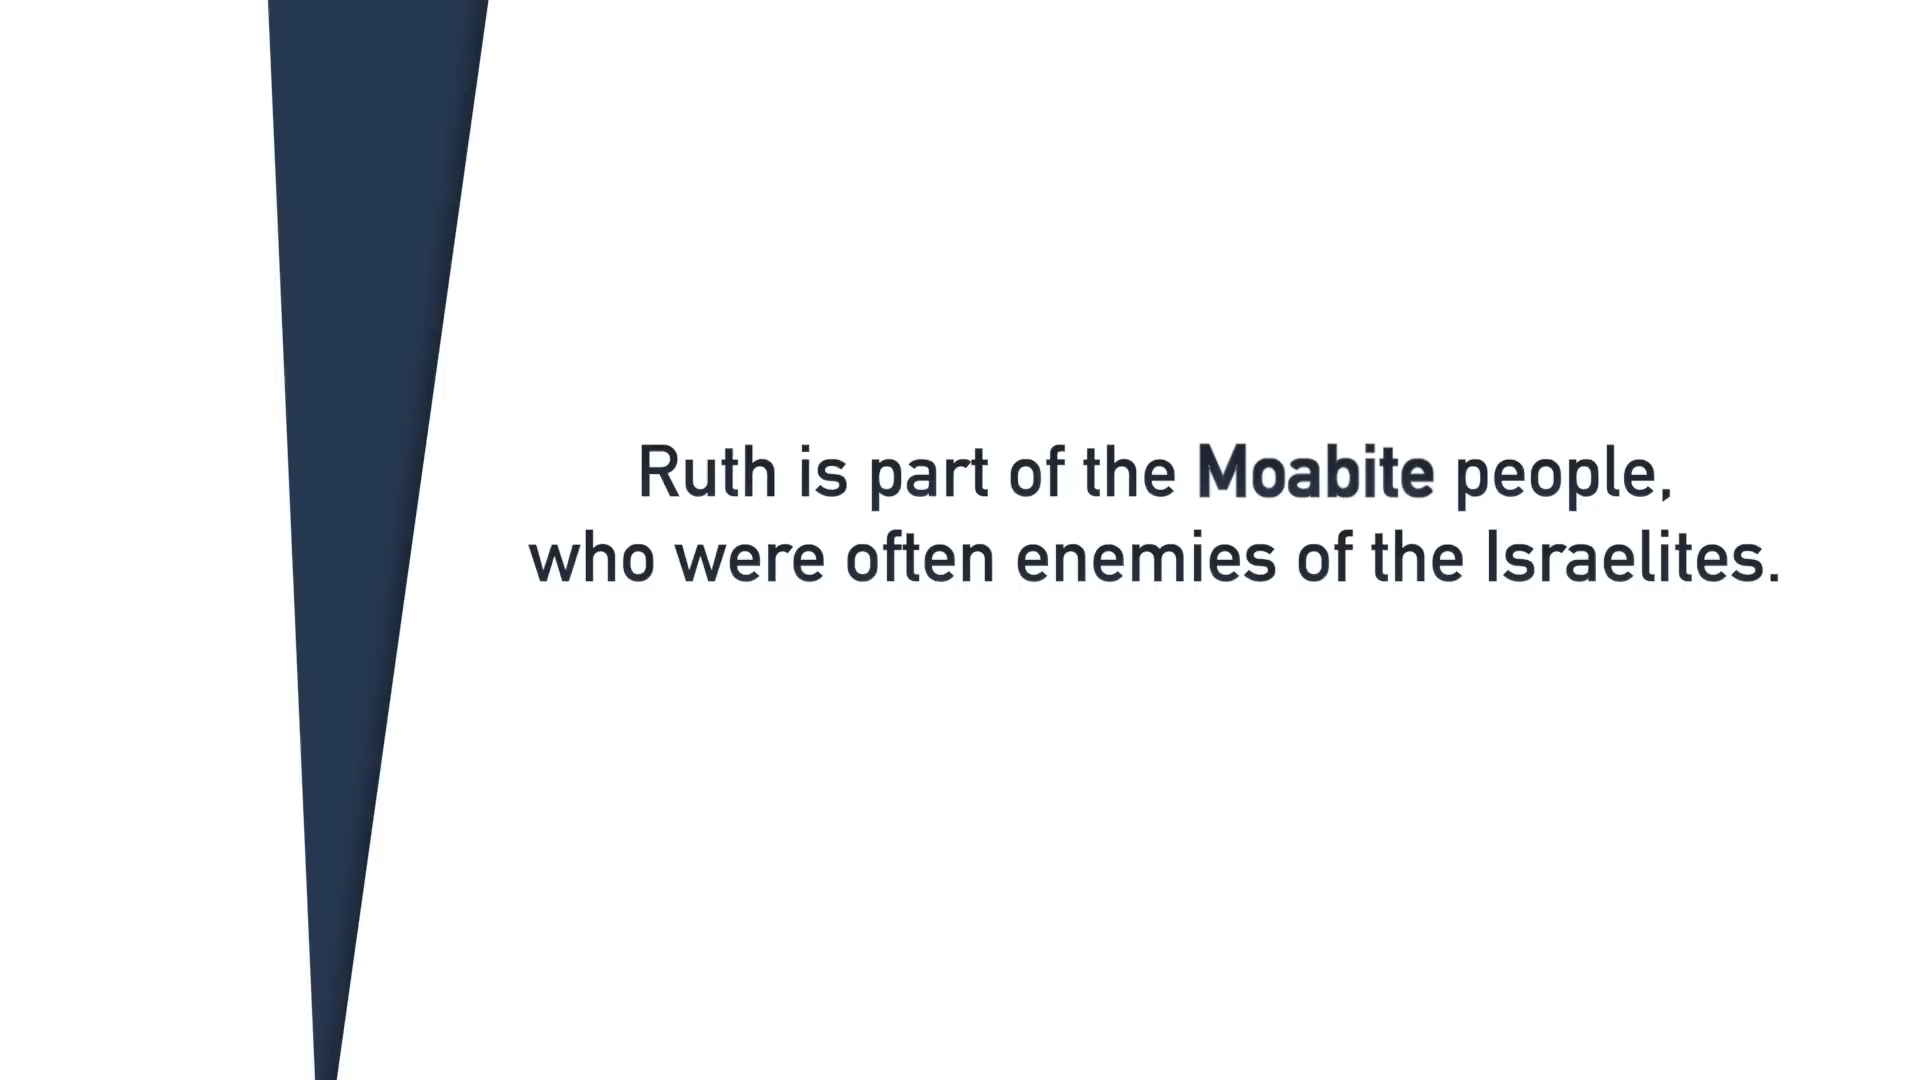 Ruth is part of the Moabite people,
who were often enemies of the Israelites.